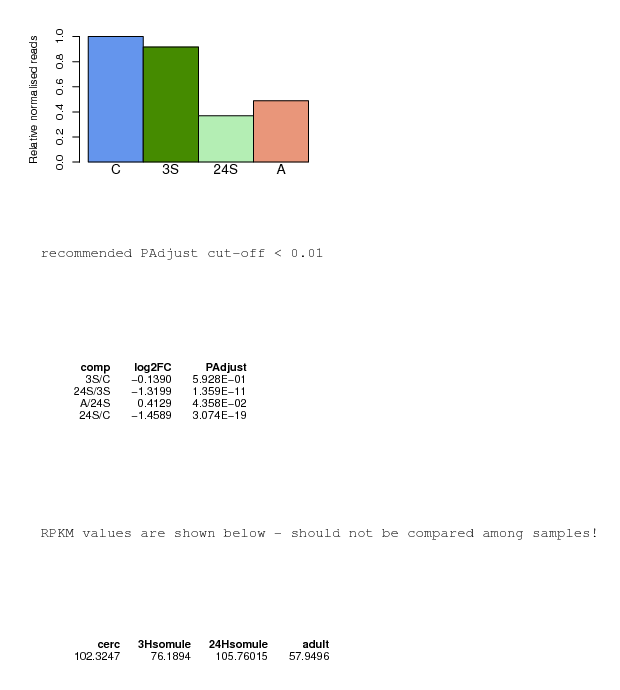 Relative normalised reads
1.0
0.8
0.6
0.4
0.2
0.0
C 3S 24S A
recommended PAdjust cut-off < 0.01
comp log2FC PAdjust
3S/C −0.1390 5.928E−01
24S/3S −1.3199 1.359E−11
A/24S 0.4129 4.358E−02
24S/C −1.4589 3.074E−19
RPKM values are shown below - should not be compared among samples!
cerc 3Hsomule 24Hsomule adult
102.3247 76.1894 105.76015 57.9496